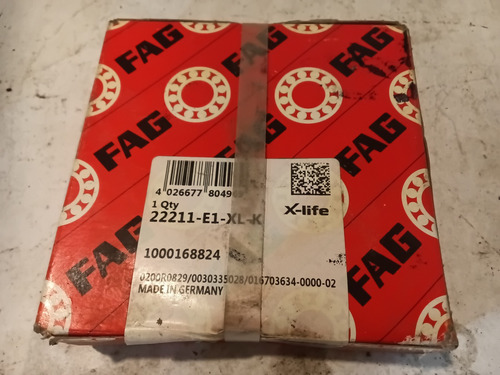 FAG
FAG
FAG
FAG
FAG
FAG
4 026677 8049
1 Qty
22211-E1-XL-K
X-life
1000168824
0200R0829/0030335028/016703634-0000-02
MADE IN GERMANY